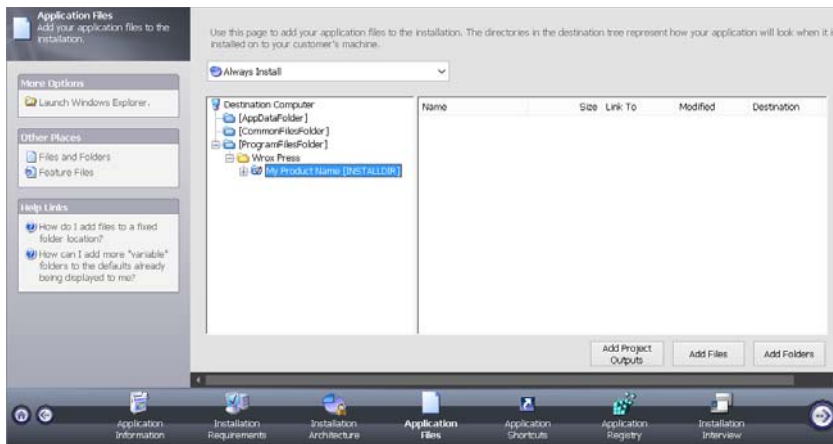 Application Files
Add your application files to the
installation.
Use this page to add your application files to the installation. The directories in the destination tree represent how your application will look when it i
installed on to your customer's machine.
Always Install
More Options
Launch Windows Explorer.
Other Places
Files and Folders
Feature Files
Help Links
How do I add files to a fixed
folder location?
How can I add more "variable"
folders to the defaults already
being displayed to me?
Destination Computer
[AppDataFolder]
[CommonFilesFolder]
[ProgramFilesFolder]
Wrox Press
My Product Name [INSTALLDIR]
Name Size Link To Modified Destination
Add Project
Outputs
Add Files
Add Folders
Application
Information
Installation
Requirements
Installation
Architecture
Application
Files
Application
Shortcuts
Application
Registry
Installation
Interview